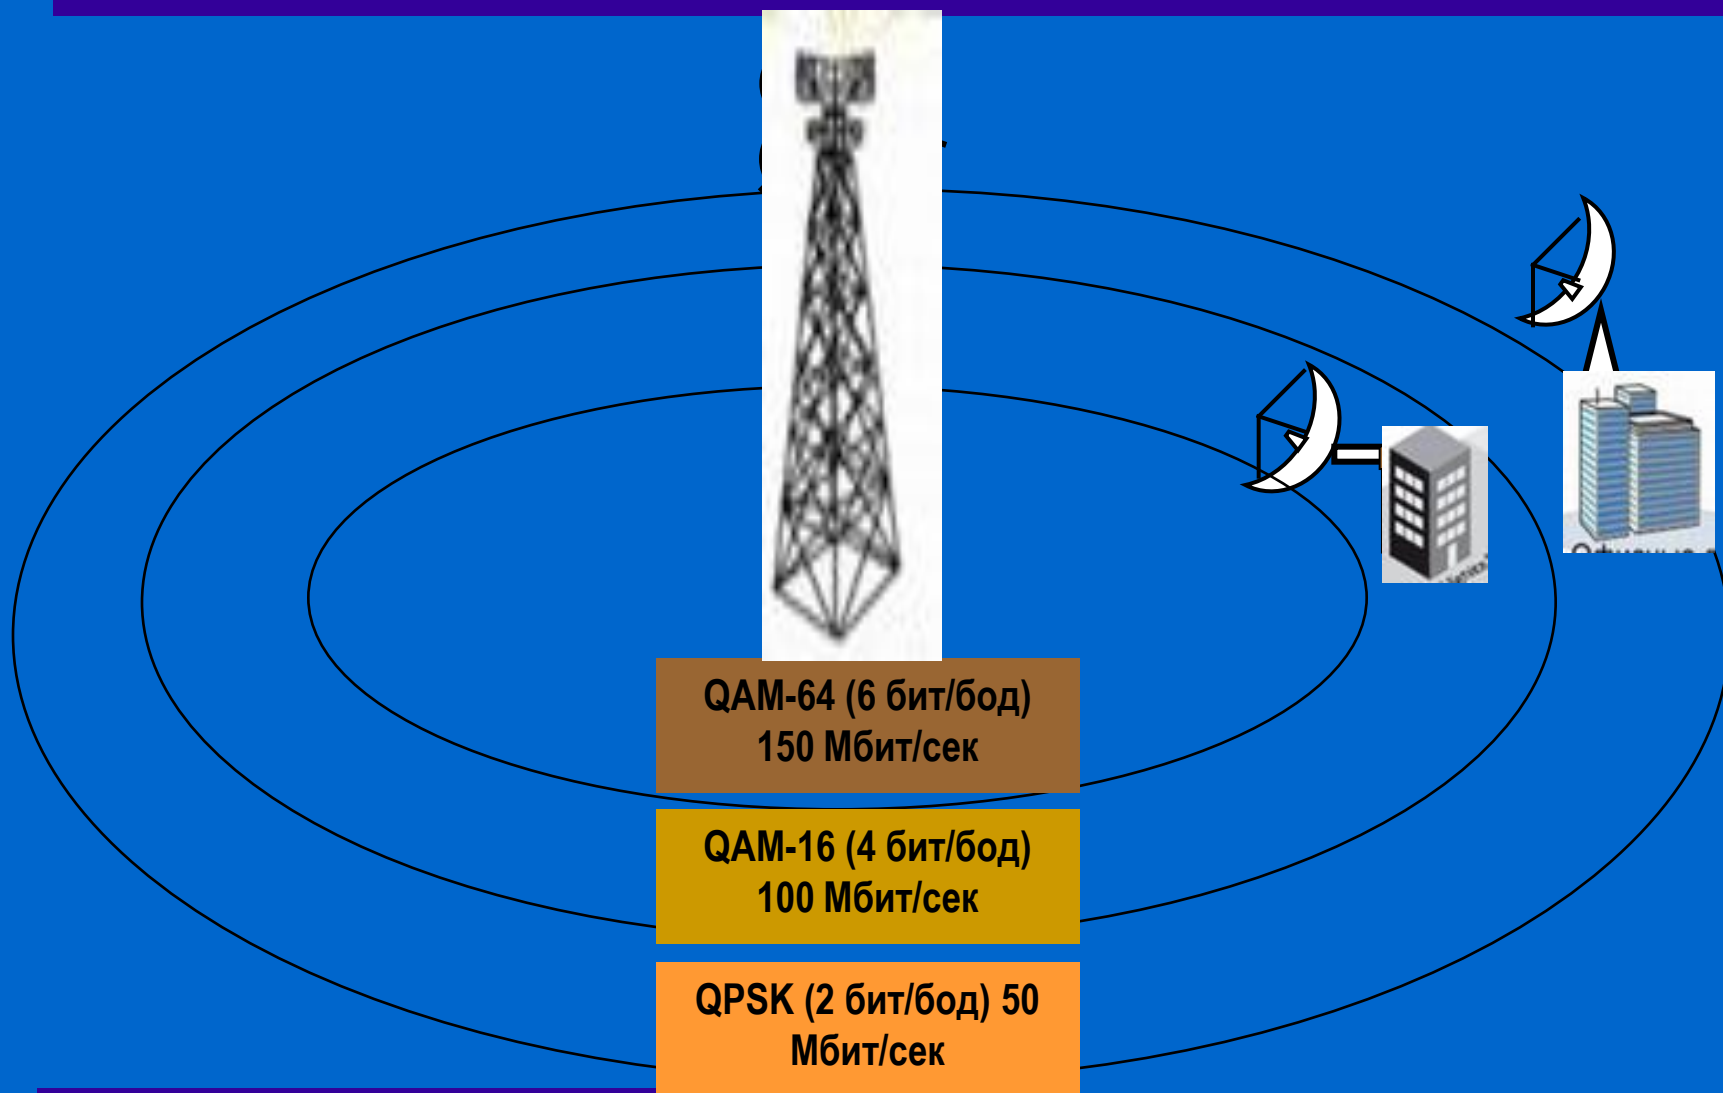 QAM-64 (6 бит/бод)
150 Мбит/сек
QAM-16 (4 бит/бод)
100 Мбит/сек
QPSK (2 бит/бод) 50
Мбит/сек